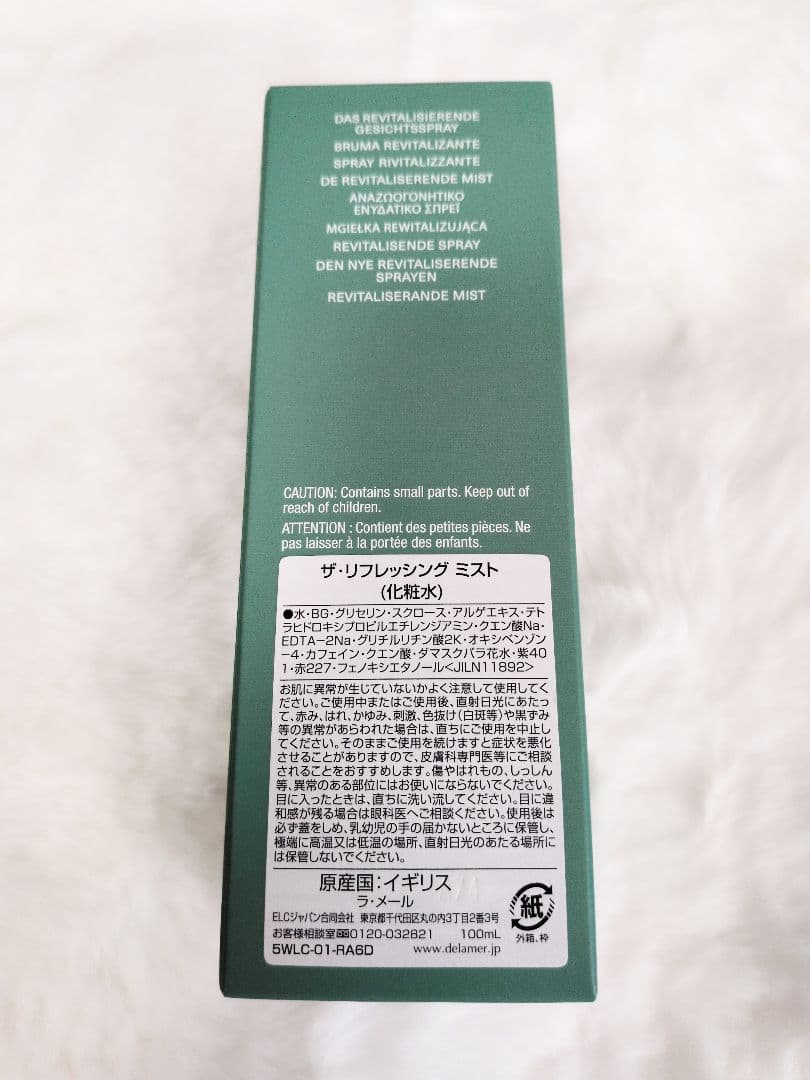 DAS REVITALISIERENDE
GESICHTSSPRAY
BRUMA REVITALIZANTE
SPRAY RIVITALIZZANTE
DE REVITALISERENDE MIST
ΑΝΑΖΩΟΓΟΝΗΤΙΚΟ
ΕΝΥΔΑΤΙΚΟ ΣΠΡΕΪ
MGIEŁKA REWITALIZUJĄCA
REVITALISENDE SPRAY
DEN NYE REVITALISERENDE
SPRAYEN
REVITALISERANDE MIST
CAUTION: Contains small parts. Keep out of
reach of children.
ATTENTION : Contient des petites pièces. Ne
pas laisser à la portée des enfants.
ザ・リフレッシング ミスト
(化粧水)
●水・BG・グリセリン・スクロース・アルゲエキス・テト
ラヒドロキシプロピルエチレンジアミン・クエン酸Na・
EDTA-2Na・グリチルリチン酸2K・オキシベンゾン
-4・カフェイン・クエン酸・ダマスクバラ花水・紫40
1・赤227・フェノキシエタノール<JILN11892>
お肌に異常が生じていないかよく注意して使用してく
ださい。ご使用中またはご使用後、直射日光にあたっ
て、赤み、はれ、かゆみ、刺激、色抜け(白斑等)や黒ずみ
等の異常があらわれた場合は、直ちにご使用を中止し
てください。そのままご使用を続けますと症状を悪化
させることがありますので、皮膚科専門医等にご相談
されることをおすすめします。傷やはれもの、しっしん
等、異常のある部位にはお使いにならないでください。
目に入ったときは、直ちに洗い流してください。目に違
和感が残る場合は眼科医へご相談ください。使用後は
必ず蓋をしめ、乳幼児の手の届かないところに保管し、
極端に高温又は低温の場所、直射日光のあたる場所に
は保管しないでください。
原産国:イギリス
ラ・メール
ELCジャパン合同会社 東京都千代田区丸の内3丁目2番3号
お客様相談室 0120-032821 100mL
5WLC-01-RA6D www.delamer.jp
紙
外箱、枠